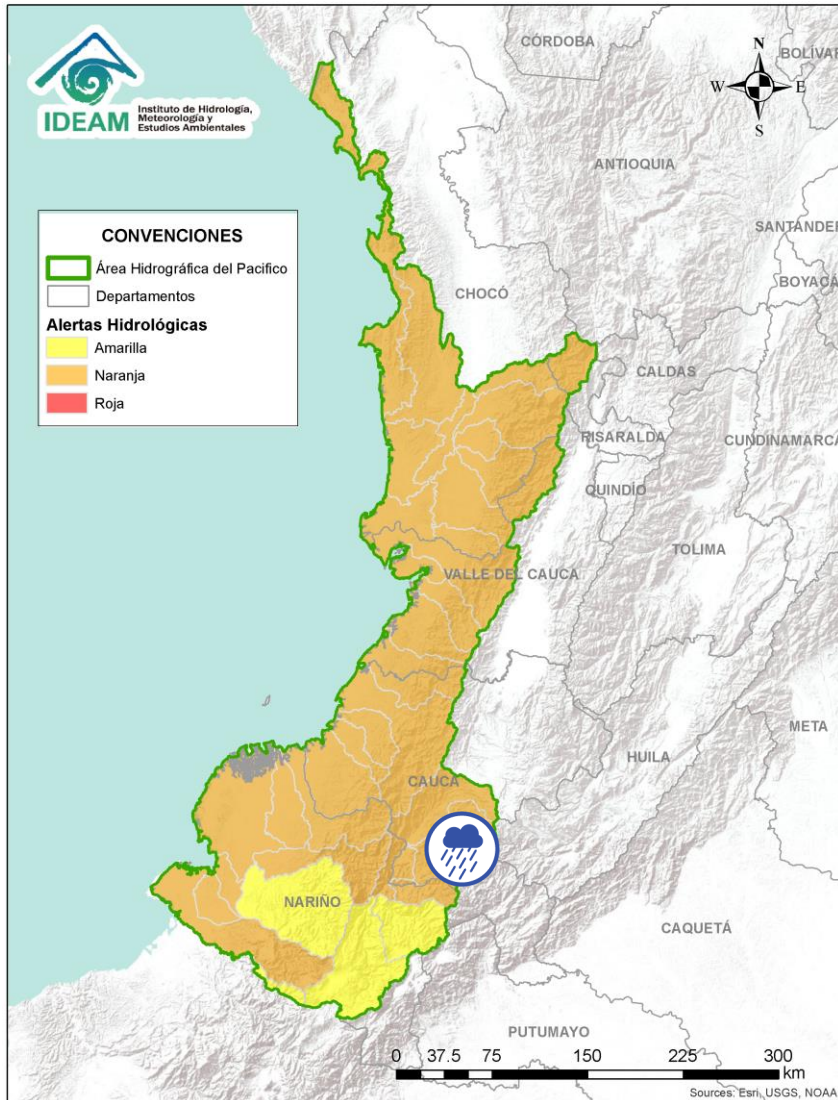 IDEAM
Instituto de Hidrología,
Meteorología y
Estudios Ambientales
N
W E
S
CÓRDOBA
BOLÍVAR
ANTIOQUIA
SANTANDER
BOYACÁ
CONVENCIONES
Área Hidrográfica del Pacifico
Departamentos
Alertas Hidrológicas
Amarilla
Naranja
Roja
CHOCÓ
CALDAS
RISARALDA
CUNDINAMARCA
QUINDÍO
TOLIMA
VALLE DEL CAUCA
META
HUILA
CAUCA
NARIÑO
CAQUETÁ
PUTUMAYO
0 37.5 75 150 225 300
km
Sources: Esri, USGS, NOAA